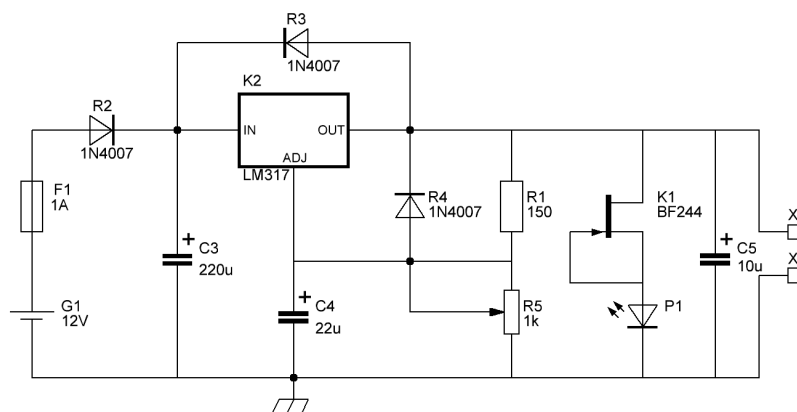 R3
1N4007
K2
R2
1N4007
IN
OUT
ADJ
LM317
F1
1A
R4
1N4007
R1
150
K1
BF244
X
C3
220u
C5
10u
X
G1
12V
C4
22u
R5
1k
P1